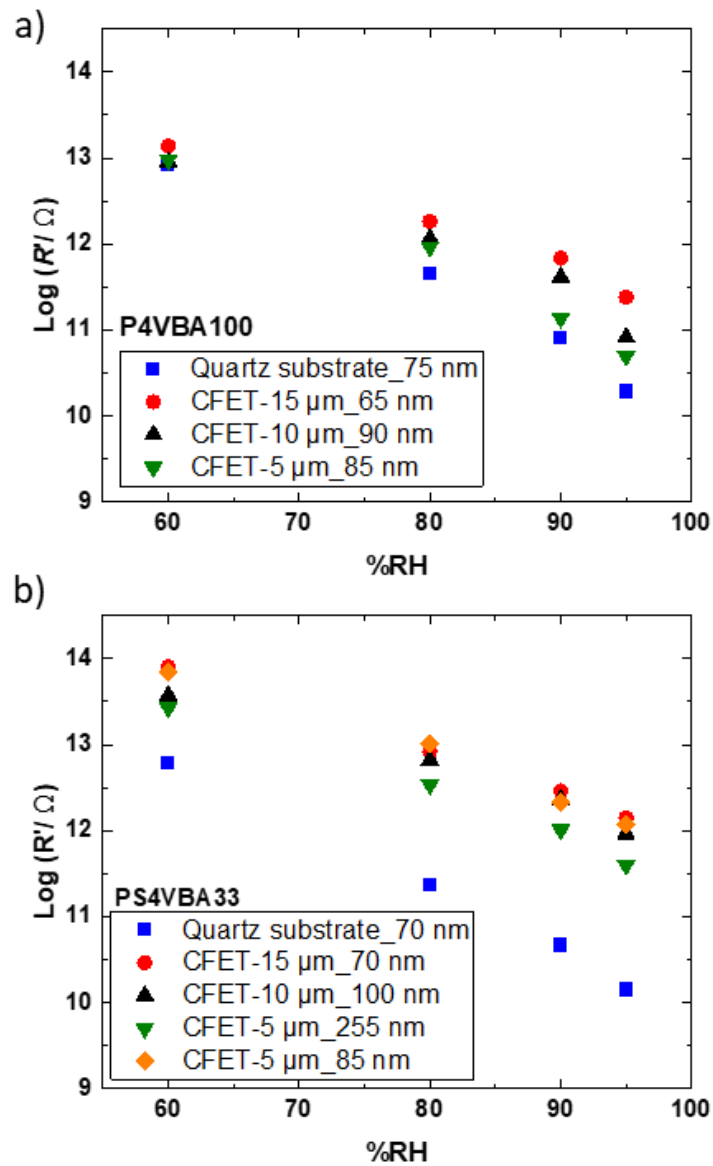 a)
14
13
12
11
10
9
Log (R'/ Ω)
P4VBA100
Quartz substrate_75 nm
CFET-15 µm_65 nm
CFET-10 µm_90 nm
CFET-5 µm_85 nm
60 70 80 90 100
%RH
b)
14
13
12
11
10
9
Log (R'/ Ω)
PS4VBA33
Quartz substrate_70 nm
CFET-15 µm_70 nm
CFET-10 µm_100 nm
CFET-5 µm_255 nm
CFET-5 µm_85 nm
60 70 80 90 100
%RH